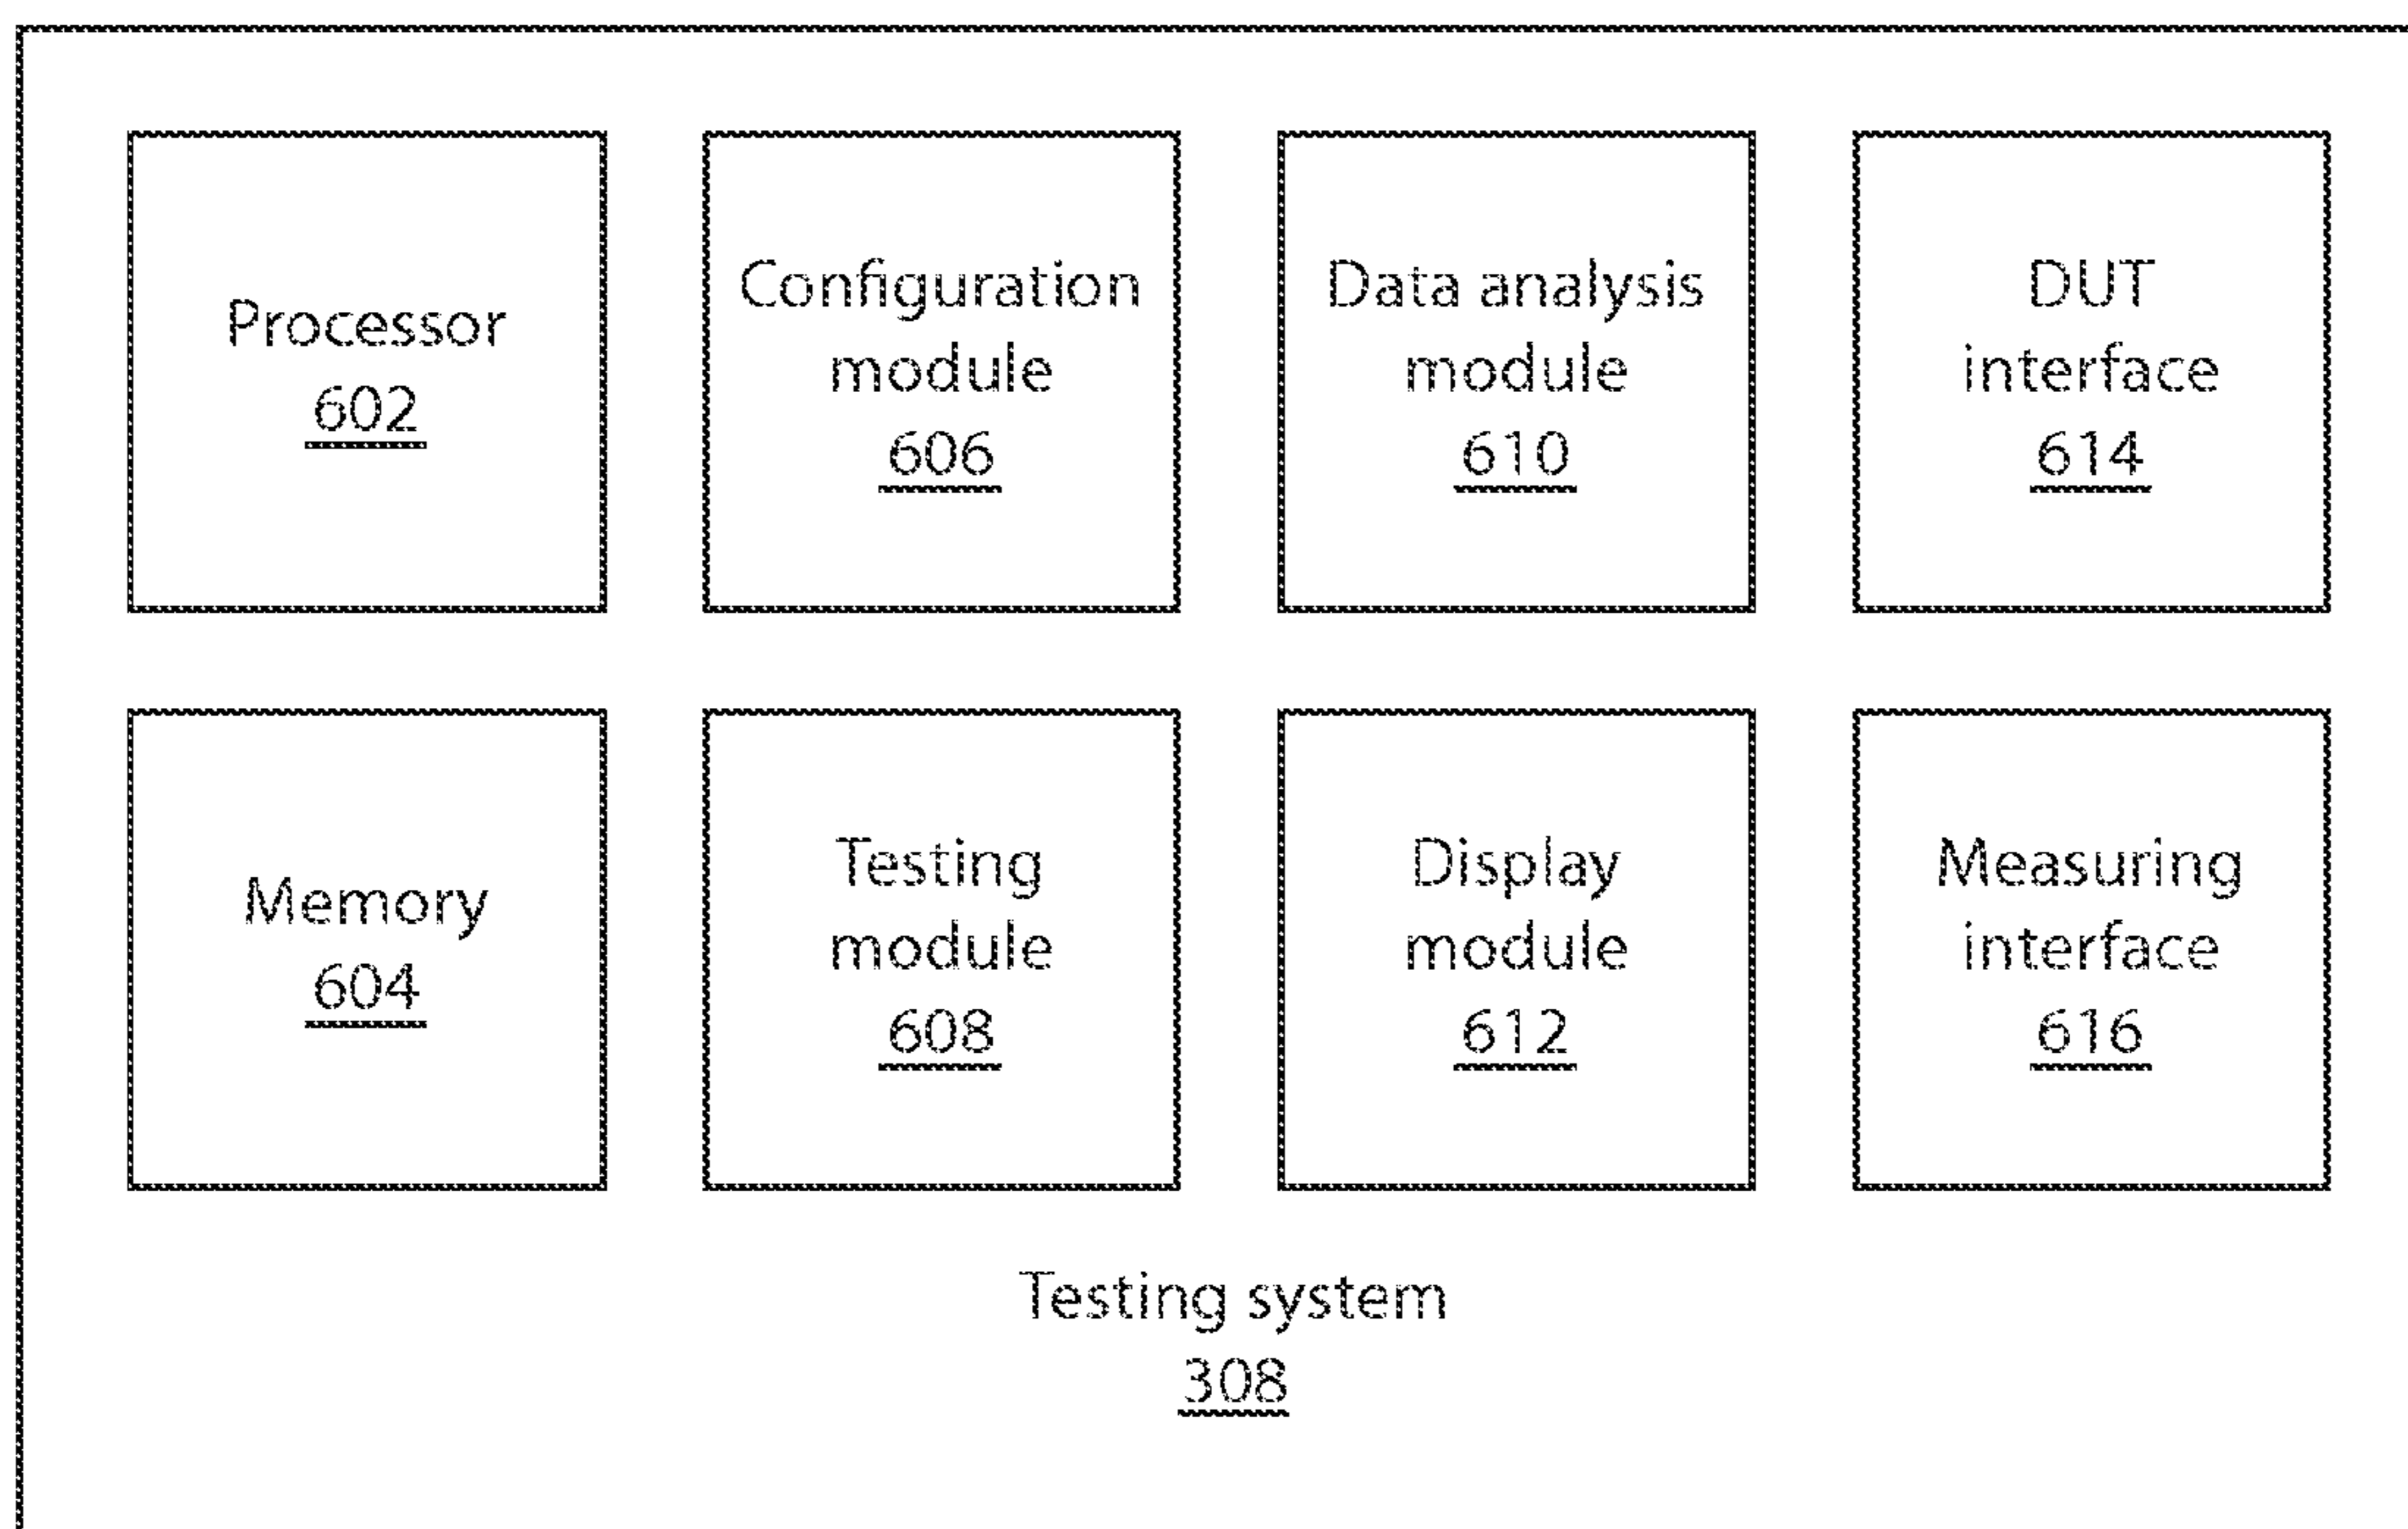 Processor
602
Configuration
module
606
Data analysis
module
610
DUT
interface
614
Memory
604
Testing
module
608
Display
module
612
Measuring
interface
616
Testing system
308